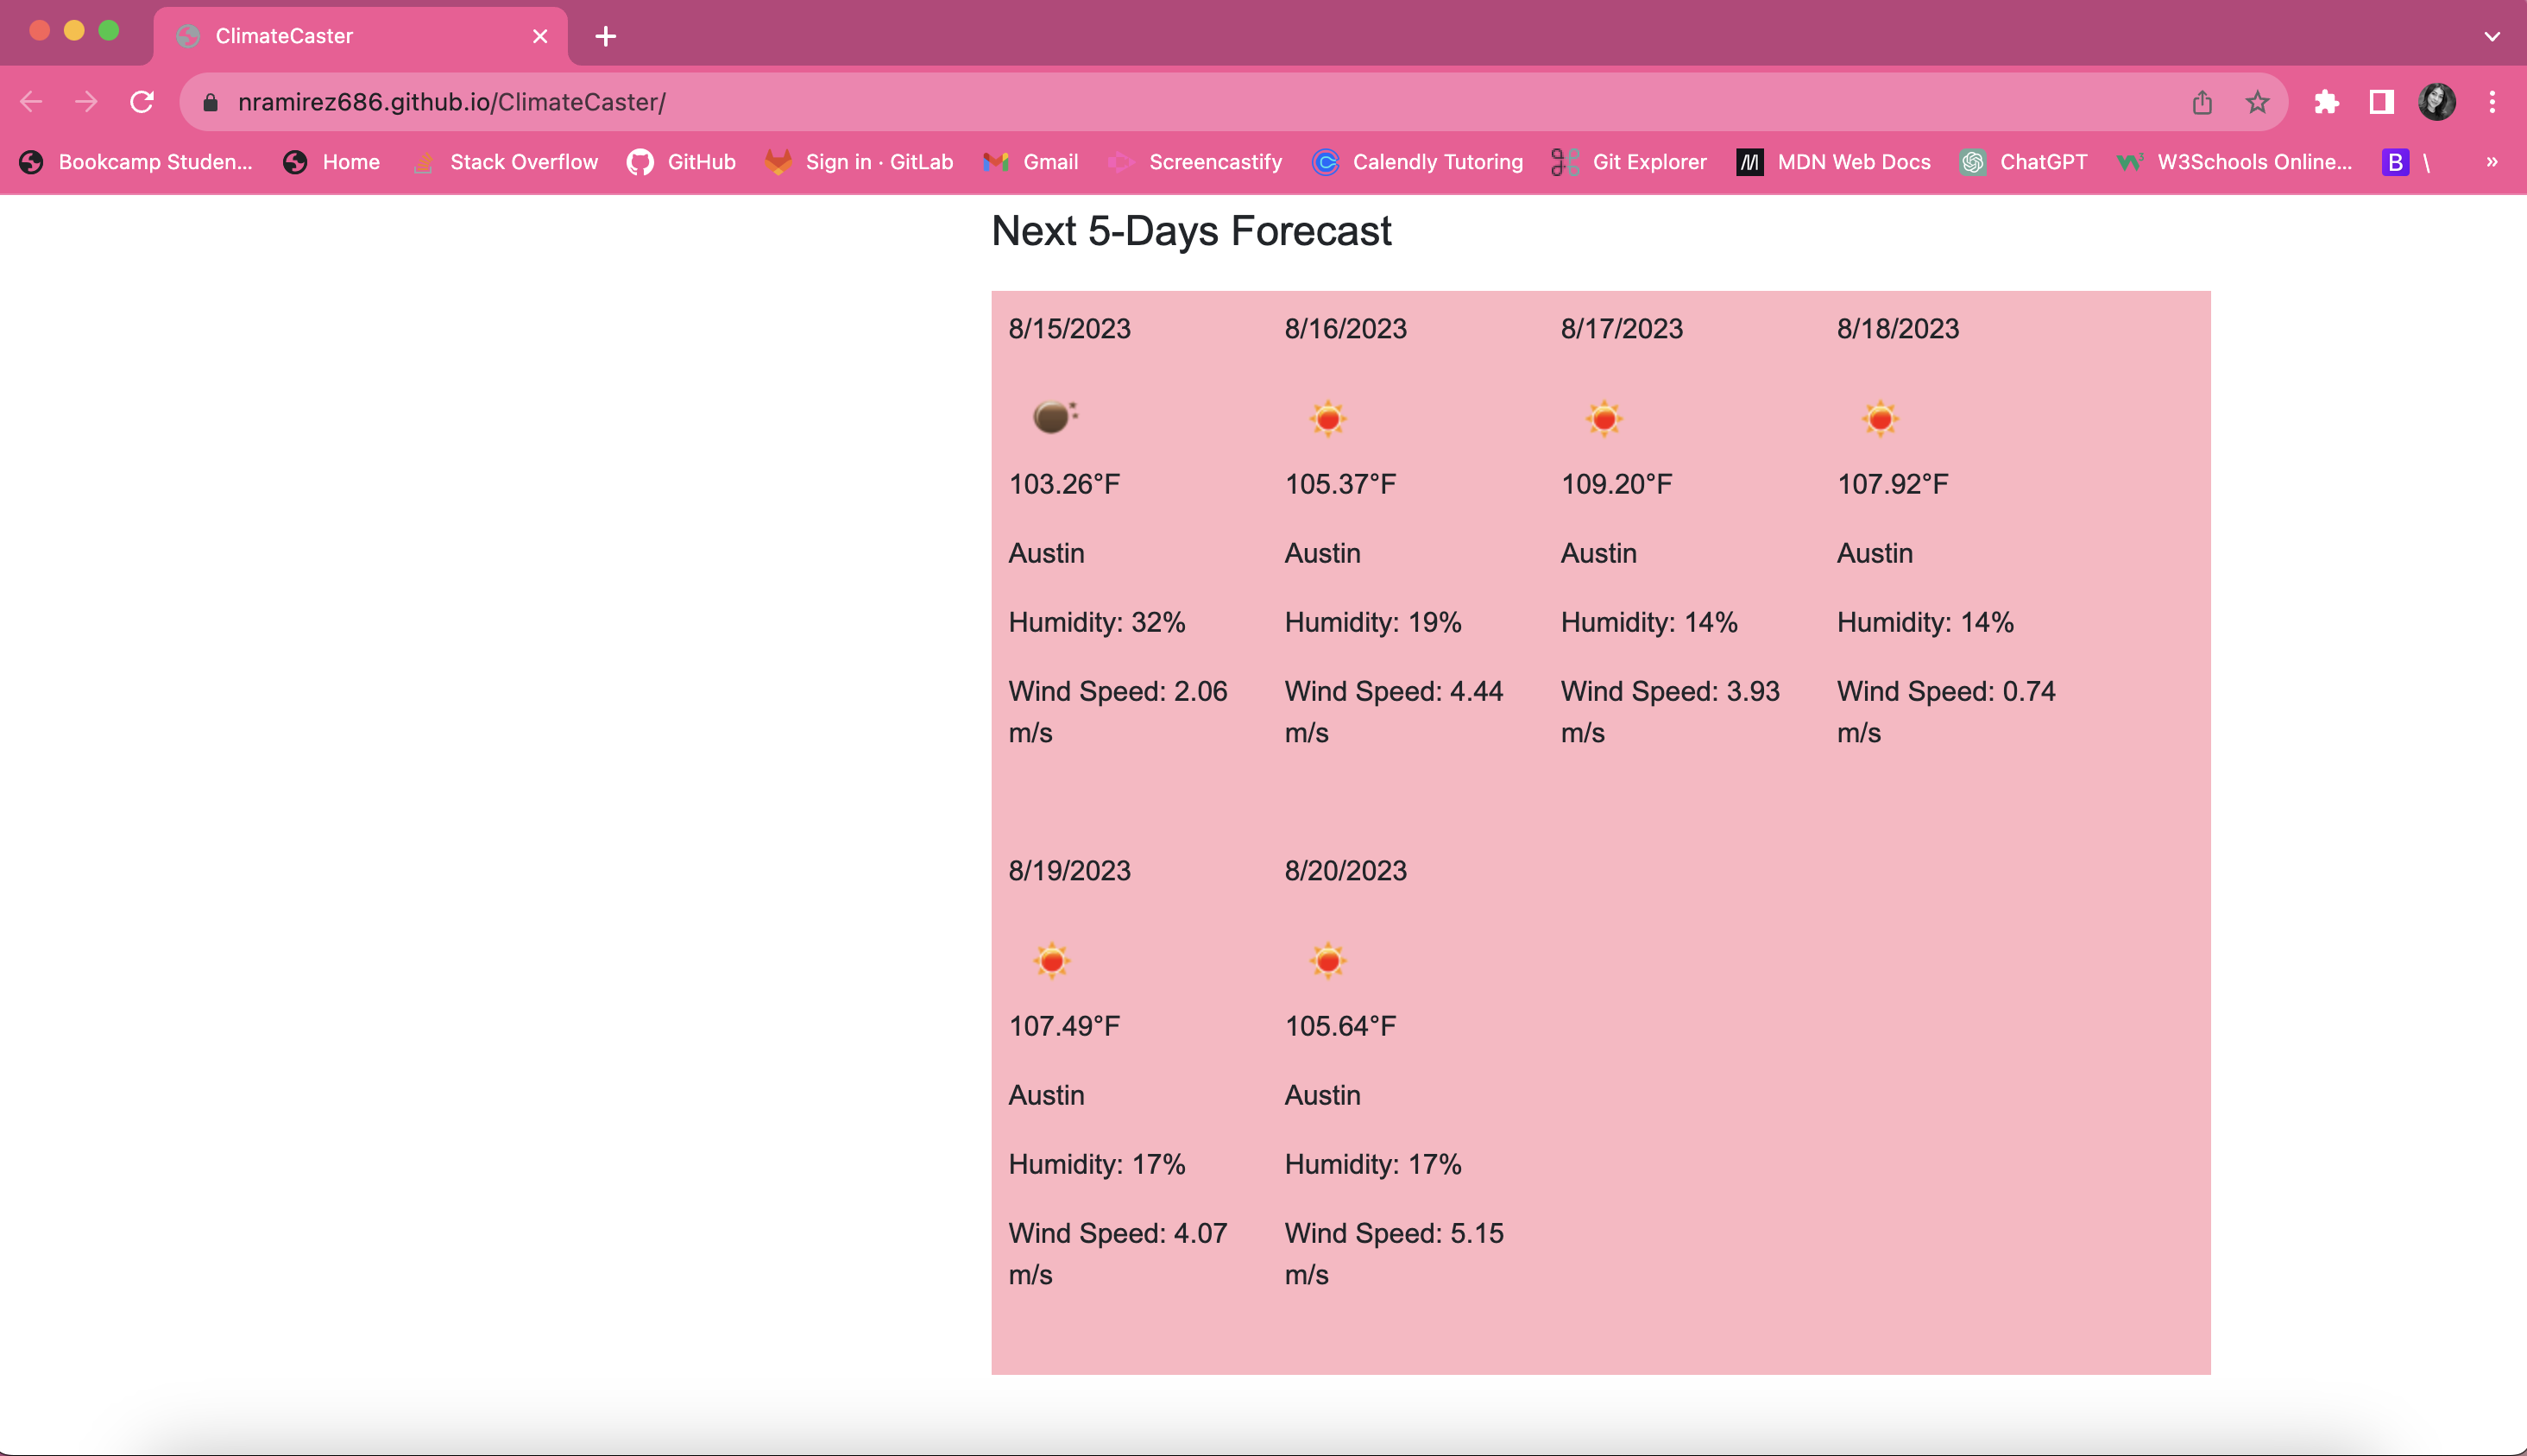 ClimateCaster
nramirez686.github.io/ClimateCaster/
Bookcamp Studen... Home Stack Overflow GitHub Sign in · GitLab Gmail Screencastify Calendly Tutoring Git Explorer MDN Web Docs ChatGPT W3Schools Online... B \ »
Next 5-Days Forecast
8/15/2023
103.26°F
Austin
Humidity: 32%
Wind Speed: 2.06
m/s
8/16/2023
105.37°F
Austin
Humidity: 19%
Wind Speed: 4.44
m/s
8/17/2023
109.20°F
Austin
Humidity: 14%
Wind Speed: 3.93
m/s
8/18/2023
107.92°F
Austin
Humidity: 14%
Wind Speed: 0.74
m/s
8/19/2023
107.49°F
Austin
Humidity: 17%
Wind Speed: 4.07
m/s
8/20/2023
105.64°F
Austin
Humidity: 17%
Wind Speed: 5.15
m/s